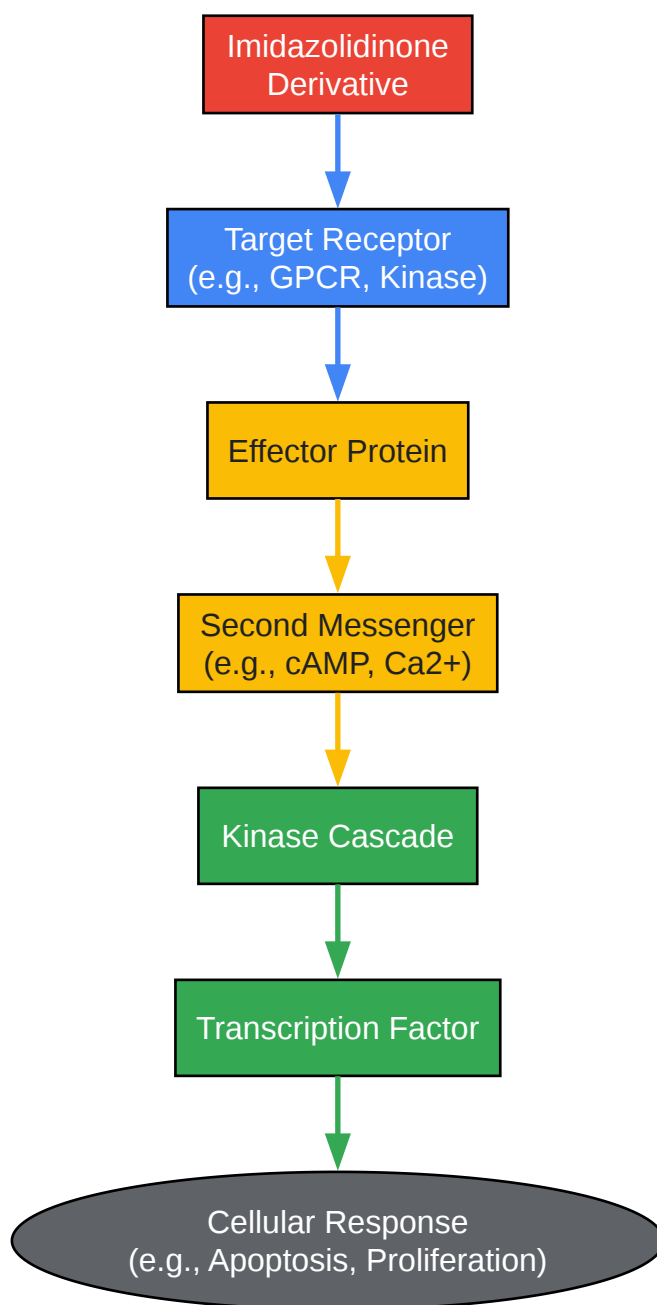 Imidazolidinone
Derivative
Target Receptor
(e.g., GPCR, Kinase)
Effector Protein
Second Messenger
(e.g., cAMP, Ca2+)
Kinase Cascade
Transcription Factor
Cellular Response
(e.g., Apoptosis, Proliferation)